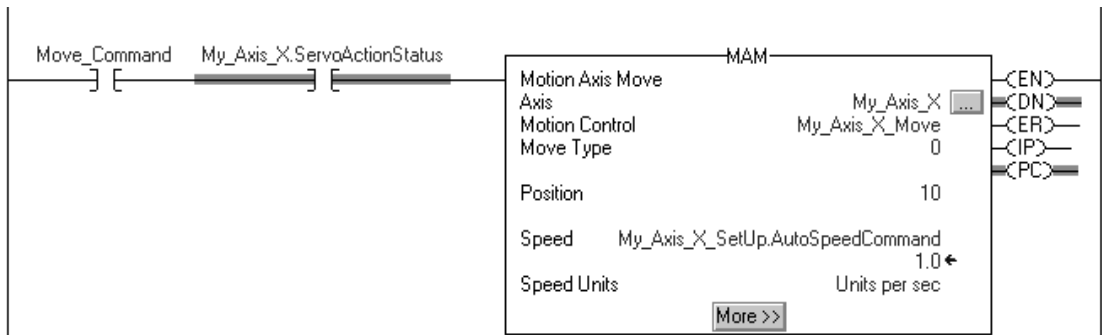 MAM
Move_Command My_Axis_X.ServoActionStatus
Motion Axis Move
Axis My_Axis_X ...
Motion Control My_Axis_X_Move
Move Type 0
Position 10
Speed My_Axis_X_SetUp.AutoSpeedCommand
1.0
Speed Units Units per sec
More >>
EN
DN
ER
IP
PC